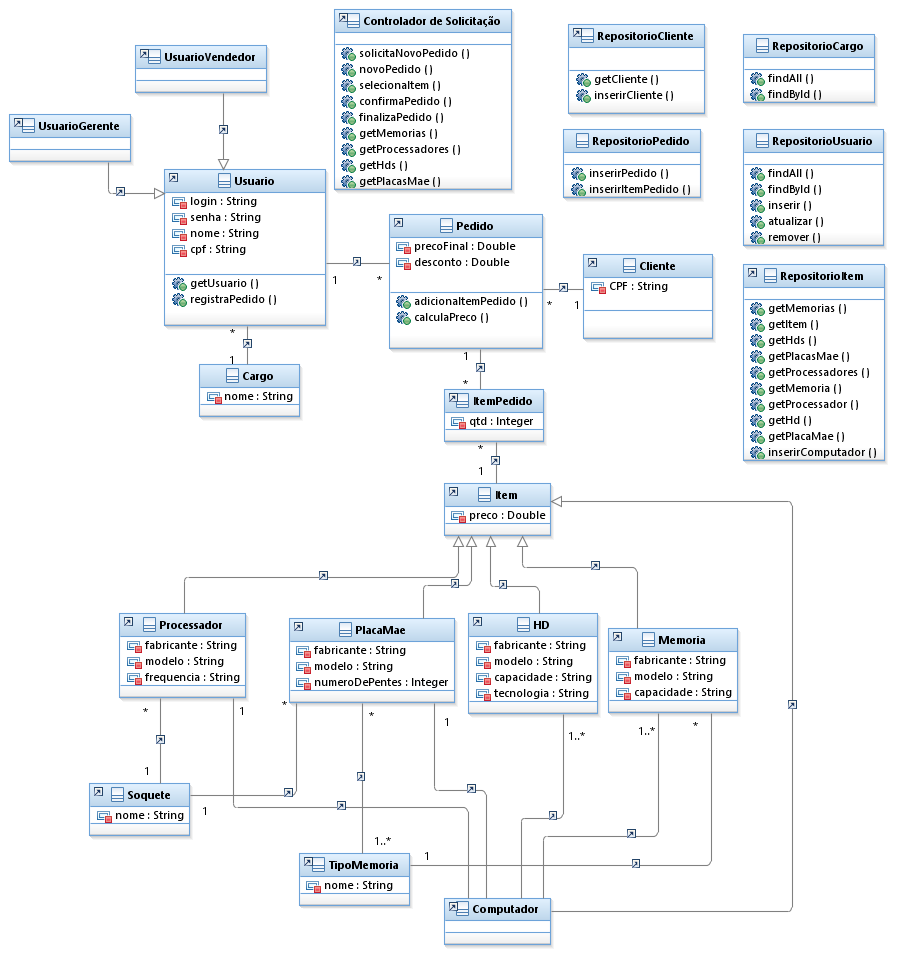 Controlador de Solicitação
solicitaNovoPedido ( )
novoPedido ( )
selecionaItem ( )
confirmaPedido ( )
finalizaPedido ( )
getMemorias ( )
getProcessadores ( )
getHds ( )
getPlacasMae ( )
RepositorioCliente
getCliente ( )
inserirCliente ( )
RepositorioCargo
findAll ( )
findById ( )
UsuarioVendedor
UsuarioGerente
RepositorioPedido
inserirPedido ( )
inserirItemPedido ( )
RepositorioUsuario
findAll ( )
findById ( )
inserir ( )
atualizar ( )
remover ( )
Usuario
login : String
senha : String
nome : String
cpf : String
getUsuario ( )
registraPedido ( )
1
*
Pedido
precoFinal : Double
desconto : Double
adicionaItemPedido ( )
calculaPreco ( )
*
1
Cliente
CPF : String
RepositorioItem
getMemorias ( )
getItem ( )
getHds ( )
getPlacasMae ( )
getProcessadores ( )
getMemoria ( )
getProcessador ( )
getHd ( )
getPlacaMae ( )
inserirComputador ( )
*
1
Cargo
nome : String
1
*
ItemPedido
qtd : Integer
*
1
Item
preco : Double
Processador
fabricante : String
modelo : String
frequencia : String
PlacaMae
fabricante : String
modelo : String
numeroDePentes : Integer
HD
fabricante : String
modelo : String
capacidade : String
tecnologia : String
Memoria
fabricante : String
modelo : String
capacidade : String
*
1
*
*
1
1..*
1..*
*
1
Soquete
nome : String
1
1..*
1
TipoMemoria
nome : String
Computador